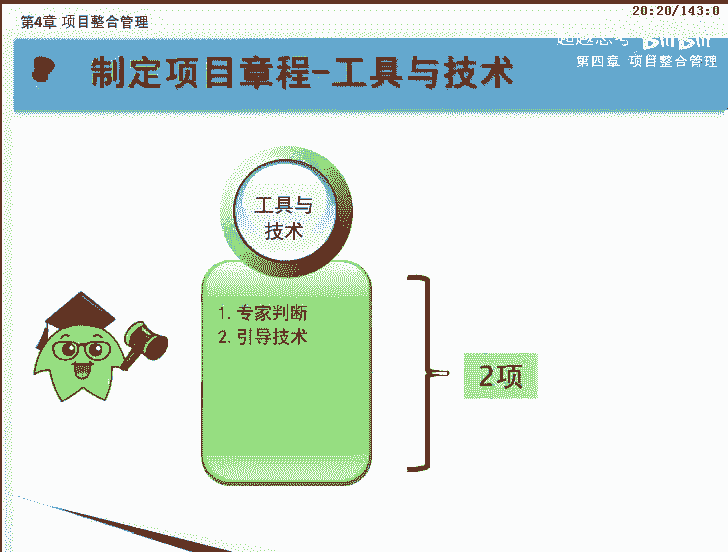 第4章 项目整合管理
20:20/143:0
第四章 项目整合管理
制定项目章程-工具与技术
工具与
技术
1. 专家判断
2. 引导技术
2项